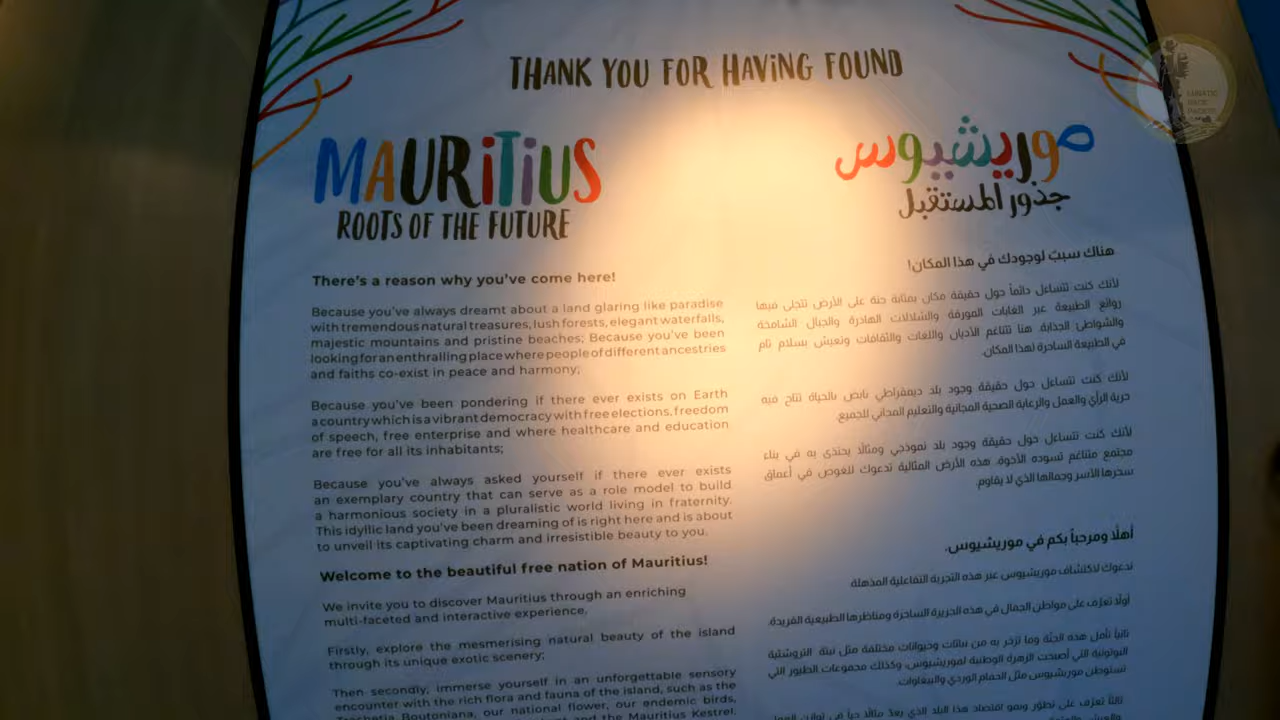 THANK YOU FOR HAVING FOUND
MAURITIUS
ROOTS OF THE FUTURE
There's a reason why you've come here!
Because you've always dreamt about a land glaring like paradise
with tremendous natural treasures, lush forests, elegant waterfalls,
majestic mountains and pristine beaches; Because you've been
looking for an enthralling place where people of different ancestries
and faiths co-exist in peace and harmony;
Because you've been pondering if there ever exists on Earth
a country which is a vibrant democracy with free elections, freedom
of speech, free enterprise and where healthcare and education
are free for all its inhabitants;
Because you've always asked yourself if there ever exists
an exemplary country that can serve as a role model to build
a harmonious society in a pluralistic world living in fraternity.
This idyllic land you've been dreaming of is right here and is about
to unveil its captivating charm and irresistible beauty to you.
Welcome to the beautiful free nation of Mauritius!
We invite you to discover Mauritius through an enriching
multi-faceted and interactive experience.
Firstly, explore the mesmerising natural beauty of the island
through its unique exotic scenery;
Then secondly, immerse yourself in an unforgettable sensory
encounter with the rich flora and fauna of the island, such as the
Trochetia Boutoniana, our national flower, our endemic birds,
and the Mauritius Kestrel,
موريشيوس
جذور المستقبل
هناك سببٌ لوجودك في هذا المكان!
لأنك كنت تتساءل دائماً حول حقيقة مكان بمثابة جنة على الأرض تتجلى فيها
روائع الطبيعة عبر الغابات المورقة والشلالات الهادرة والجبال الشامخة
والشواطئ الجذابة. هنا تتناغم الأديان واللغات والثقافات وتعيش بسلام تام
في الطبيعة الساحرة لهذا المكان.
لأنك كنت تتساءل حول حقيقة وجود بلد ديمقراطي نابض بالحياة تتاح فيه
حرية الرأي والعمل والرعاية الصحية المجانية والتعليم المجاني للجميع.
لأنك كنت تتساءل حول حقيقة وجود بلد نموذجي ومثالاً يحتذى به في بناء
مجتمع متناغم تسوده الأخوة. هذه الأرض المثالية تدعوك للغوص في أعماق
سحرها الآسر وجمالها الذي لا يقاوم.
أهلاً ومرحباً بكم في موريشيوس.
ندعوك لاكتشاف موريشيوس عبر هذه التجربة التفاعلية المذهلة
أولاً تعرّف على مواطن الجمال في هذه الجزيرة الساحرة ومناظرها الطبيعية الفريدة.
ثانياً تأمل هذه الجنّة وما تزخر به من نباتات وحيوانات مختلفة مثل نبتة التروشتية
البوتونية التي أصبحت الزهرة الوطنية لموريشيوس، وكذلك مجموعات الطيور التي
تستوطن موريشيوس مثل الحمام الوردي والببغاوات.
ثالثاً تعرّف على تطوّر ونمو اقتصاد هذا البلد الذي يعدّ مثالاً حياً في
LUNATIC